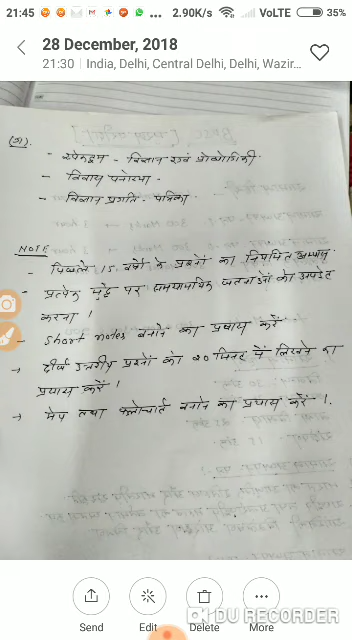 21:45 2.90K/s VoLTE 35%
28 December, 2018
21:30 India, Delhi, Central Delhi, Delhi, Wazir...
(ग).
- स्पेक्ट्रम - विज्ञान एवं प्रौद्योगिकी.
- विज्ञान प्रगति - पत्रिका.
NOTE
- पिछले 15 वर्षों के प्रश्नों का नियमित अभ्यास
- प्रत्येक मुद्दे पर समसामयिक घटनाओं को अपडेट
करना।
- Short notes बनाने का प्रयास करें
→ दीर्घ उत्तरीय प्रश्नों को 20 मिनट में लिखने का
प्रयास करें।
→ मैप तथा फ्लोचार्ट बनाने का प्रयास करें।.
Send Edit Delete More
DU RECORDER